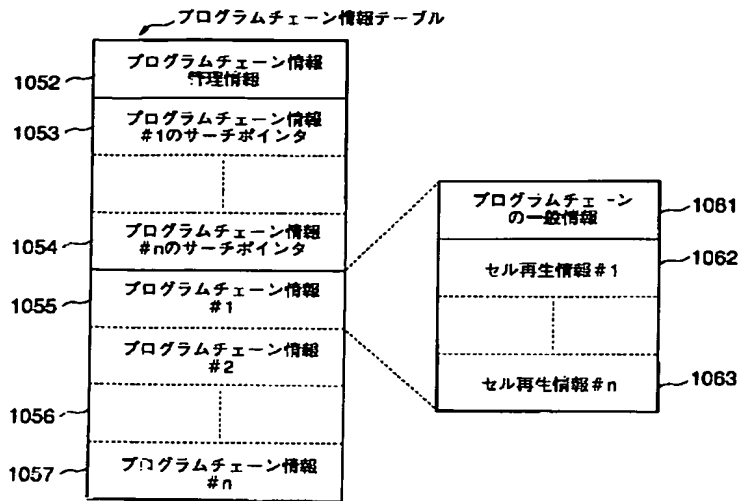 プログラムチェーン情報テーブル
1052
プログラムチェーン情報
管理情報
1053
プログラムチェーン情報
#1のサーチポインタ
1054
プログラムチェーン情報
#nのサーチポインタ
1055
プログラムチェーン情報
#1
プログラムチェーン情報
#2
1056
1057
プログラムチェーン情報
#n
プログラムチェーン
の一般情報
1061
セル再生情報#1
1062
セル再生情報#n
1063